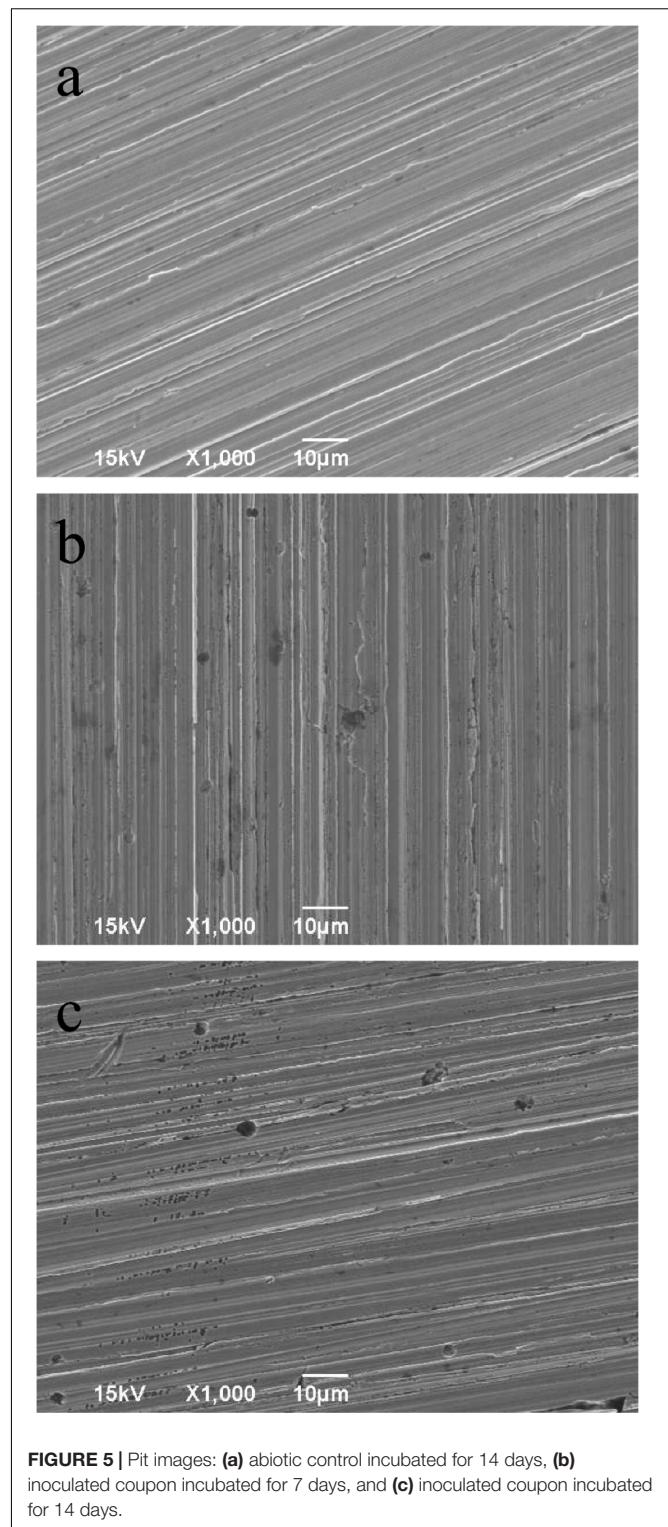 a
15kV X1,000 10µm
b
15kV X1,000 10µm
c
15kV X1,000 10µm
FIGURE 5 | Pit images: (a) abiotic control incubated for 14 days, (b)
inoculated coupon incubated for 7 days, and (c) inoculated coupon incubated
for 14 days.